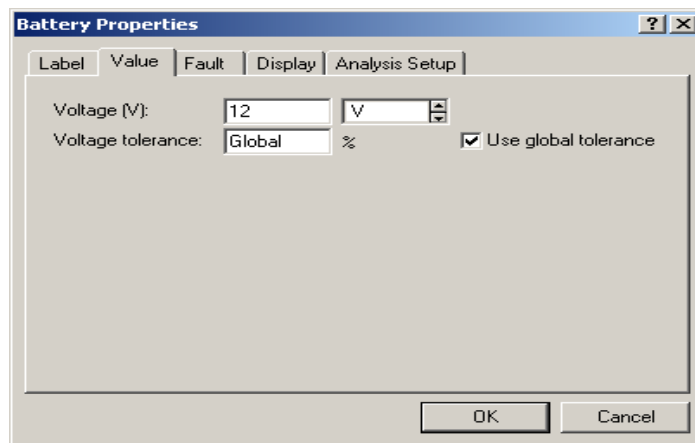 Battery Properties
Label Value Fault Display Analysis Setup
Voltage (V): 12 V
Voltage tolerance: Global % Use global tolerance
OK Cancel